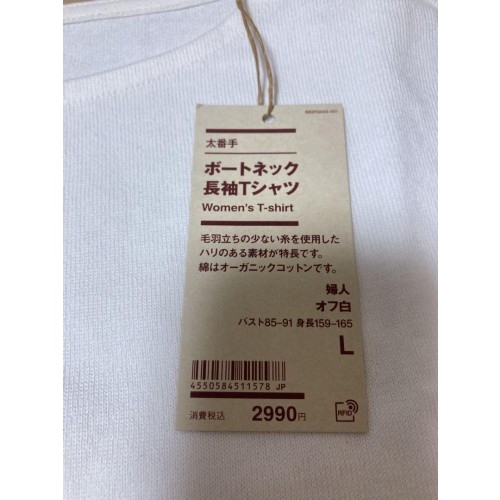 太番手
ボートネック
長袖Tシャツ
Women's T-shirt
毛羽立ちの少ない糸を使用した
ハリのある素材が特長です。
綿はオーガニックコットンです。
婦人
オフ白
バスト85–91 身長159–165
L
4550584511578 JP
消費税込 2990円
RFID